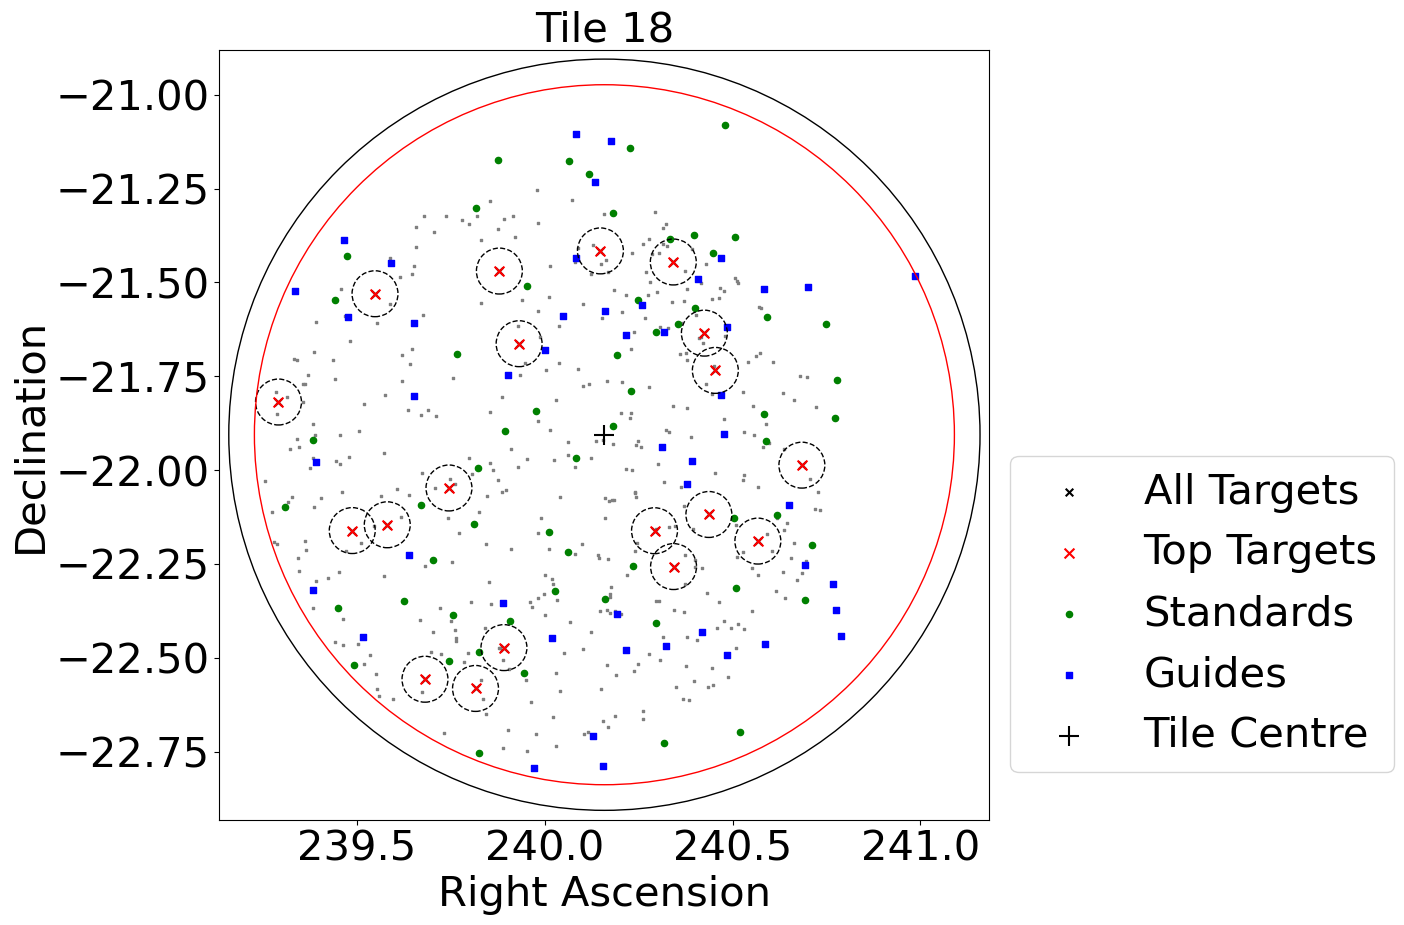 Tile 18
−21.00
−21.25
−21.50
−21.75
−22.00
−22.25
−22.50
−22.75
Declination
239.5 240.0 240.5 241.0
Right Ascension
All Targets
Top Targets
Standards
Guides
Tile Centre